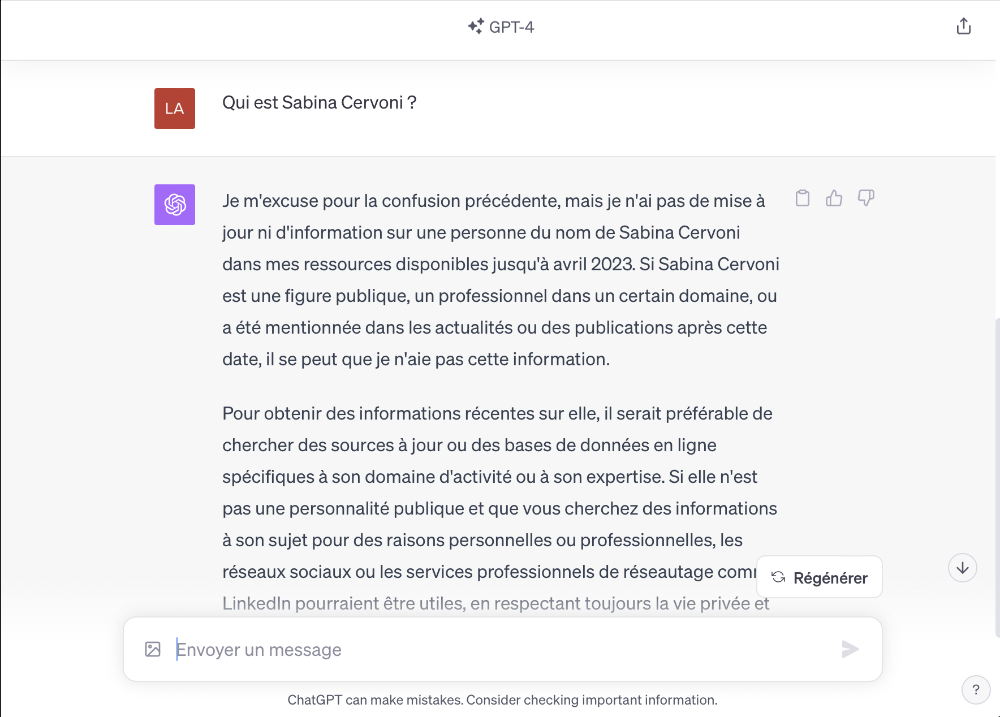 GPT-4
LA
Qui est Sabina Cervoni ?
Je m'excuse pour la confusion précédente, mais je n'ai pas de mise à
jour ni d'information sur une personne du nom de Sabina Cervoni
dans mes ressources disponibles jusqu'à avril 2023. Si Sabina Cervoni
est une figure publique, un professionnel dans un certain domaine, ou
a été mentionnée dans les actualités ou des publications après cette
date, il se peut que je n'aie pas cette information.
Pour obtenir des informations récentes sur elle, il serait préférable de
chercher des sources à jour ou des bases de données en ligne
spécifiques à son domaine d'activité ou à son expertise. Si elle n'est
pas une personnalité publique et que vous cherchez des informations
à son sujet pour des raisons personnelles ou professionnelles, les
réseaux sociaux ou les services professionnels de réseautage
Régénérer
LinkedIn pourraient être utiles, en respectant toujours la vie privée et
Envoyer un message
ChatGPT can make mistakes. Consider checking important information.
?